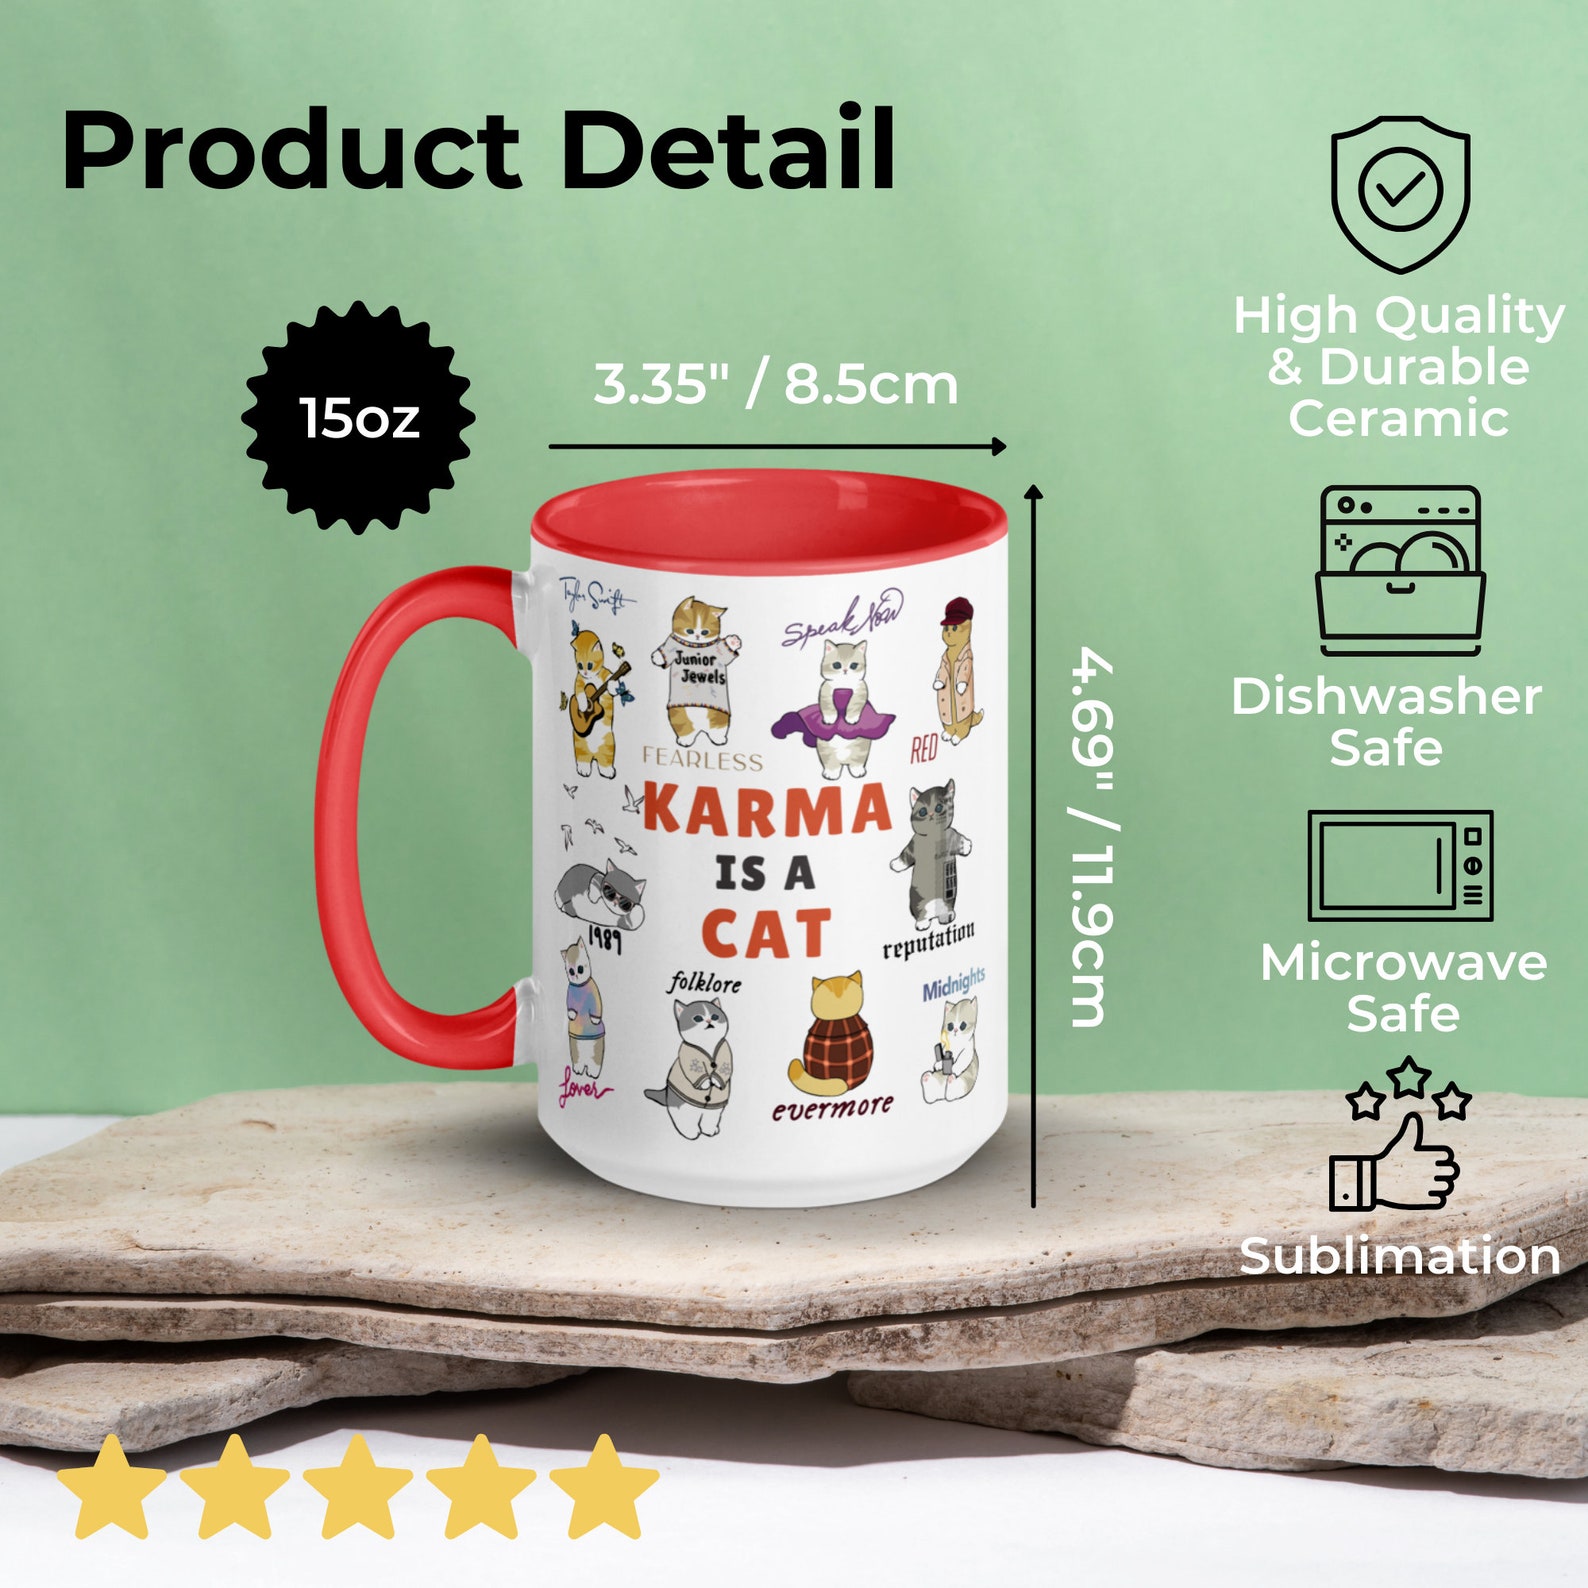 Product Detail
15oz
3.35" / 8.5cm
4.69" / 11.9cm
High Quality
& Durable
Ceramic
Dishwasher
Safe
Microwave
Safe
Sublimation
Taylor Swift
Junior
Jewels
FEARLESS
Speak Now
RED
KARMA
IS A
CAT
1989
reputation
Lover
folklore
evermore
Midnights